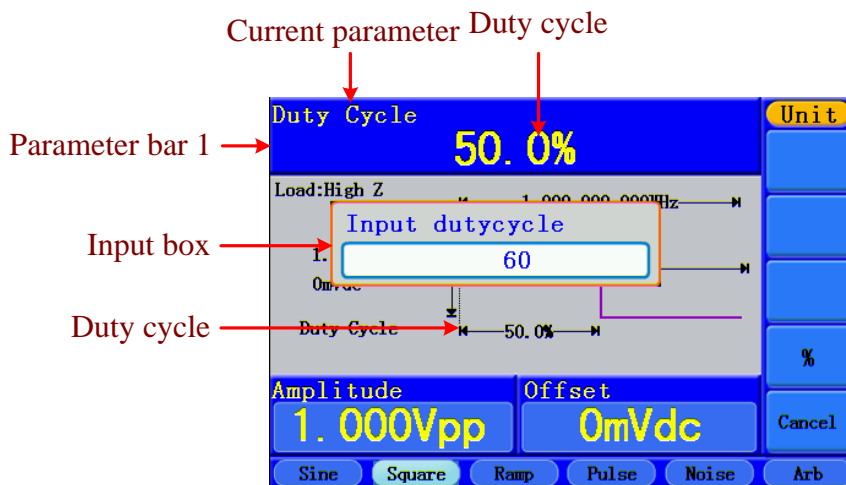 Current parameter Duty cycle
Duty Cycle
Unit
50.0%
Parameter bar 1
Load:High Z
Input dutycycle
Input box
60
1.
Duty cycle
Duty Cycle
50.0%
%
Amplitude
Offset
1.000Vpp
0mVdc
Cancel
Sine Square Ramp Pulse Noise Arb